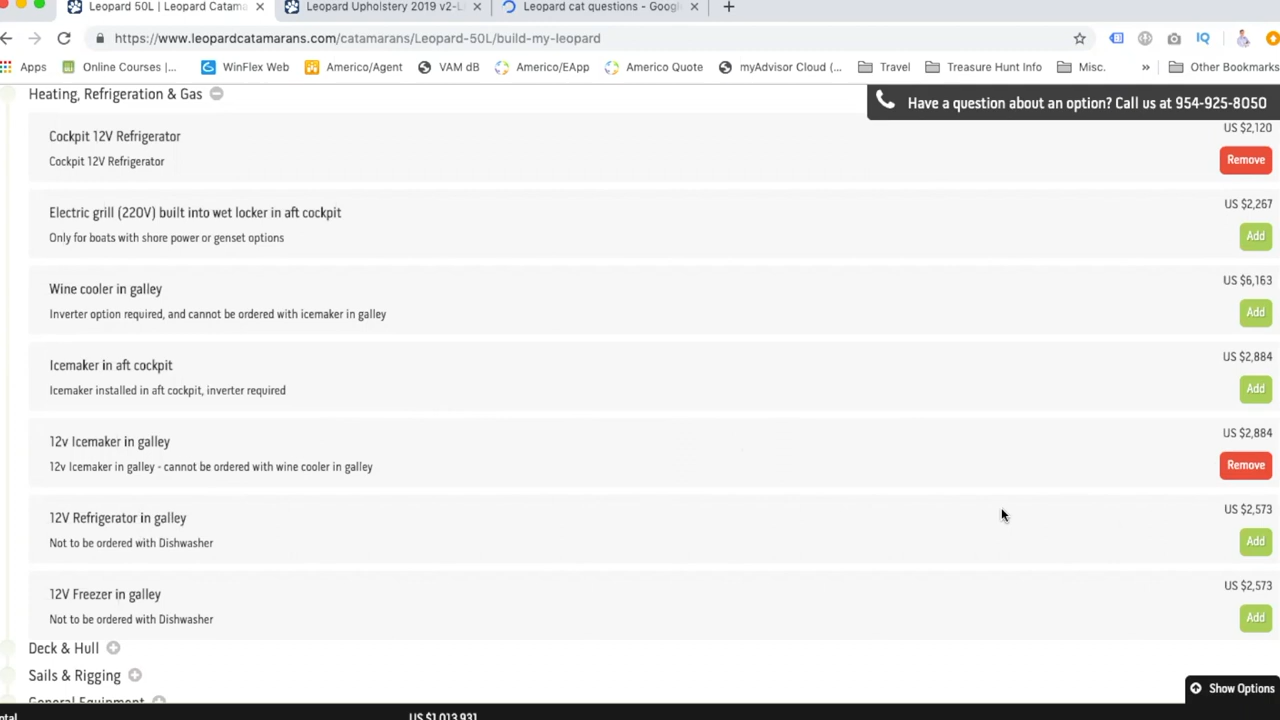 Leopard 50L | Leopard Catama
Leopard Upholstery 2019 v2-L
Leopard cat questions - Google
https://www.leopardcatamarans.com/catamarans/Leopard-50L/build-my-leopard
IQ
Apps
Online Courses |...
WinFlex Web
Americo/Agent
VAM dB
Americo/EApp
Americo Quote
myAdvisor Cloud (...
Travel
Treasure Hunt Info
Misc.
»
Other Bookmarks
Heating, Refrigeration & Gas
Have a question about an option? Call us at 954-925-8050
Cockpit 12V Refrigerator
US $2,120
Cockpit 12V Refrigerator
Remove
Electric grill (220V) built into wet locker in aft cockpit
US $2,267
Only for boats with shore power or genset options
Add
Wine cooler in galley
US $6,163
Inverter option required, and cannot be ordered with icemaker in galley
Add
Icemaker in aft cockpit
US $2,884
Icemaker installed in aft cockpit, inverter required
Add
12v Icemaker in galley
US $2,884
12v Icemaker in galley - cannot be ordered with wine cooler in galley
Remove
12V Refrigerator in galley
US $2,573
Not to be ordered with Dishwasher
Add
12V Freezer in galley
US $2,573
Not to be ordered with Dishwasher
Add
Deck & Hull
Sails & Rigging
General Equipment
Show Options
otal
US $1,013,931